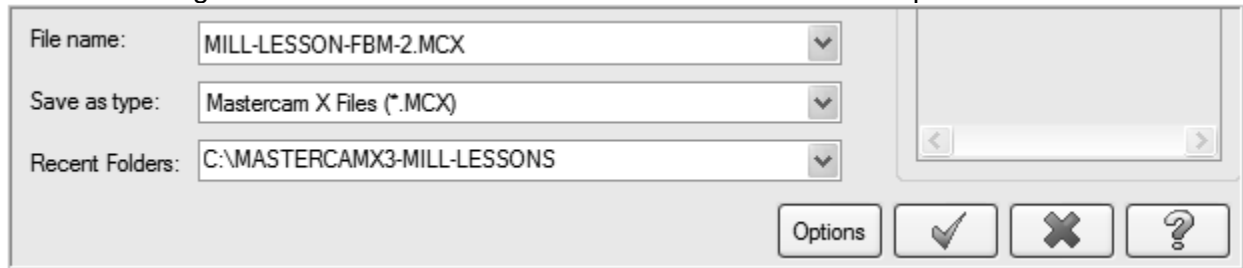 File name: MILL-LESSON-FBM-2.MCX
Save as type: Mastercam X Files (*.MCX)
Recent Folders: C:\MASTERCAMX3-MILL-LESSONS
Options